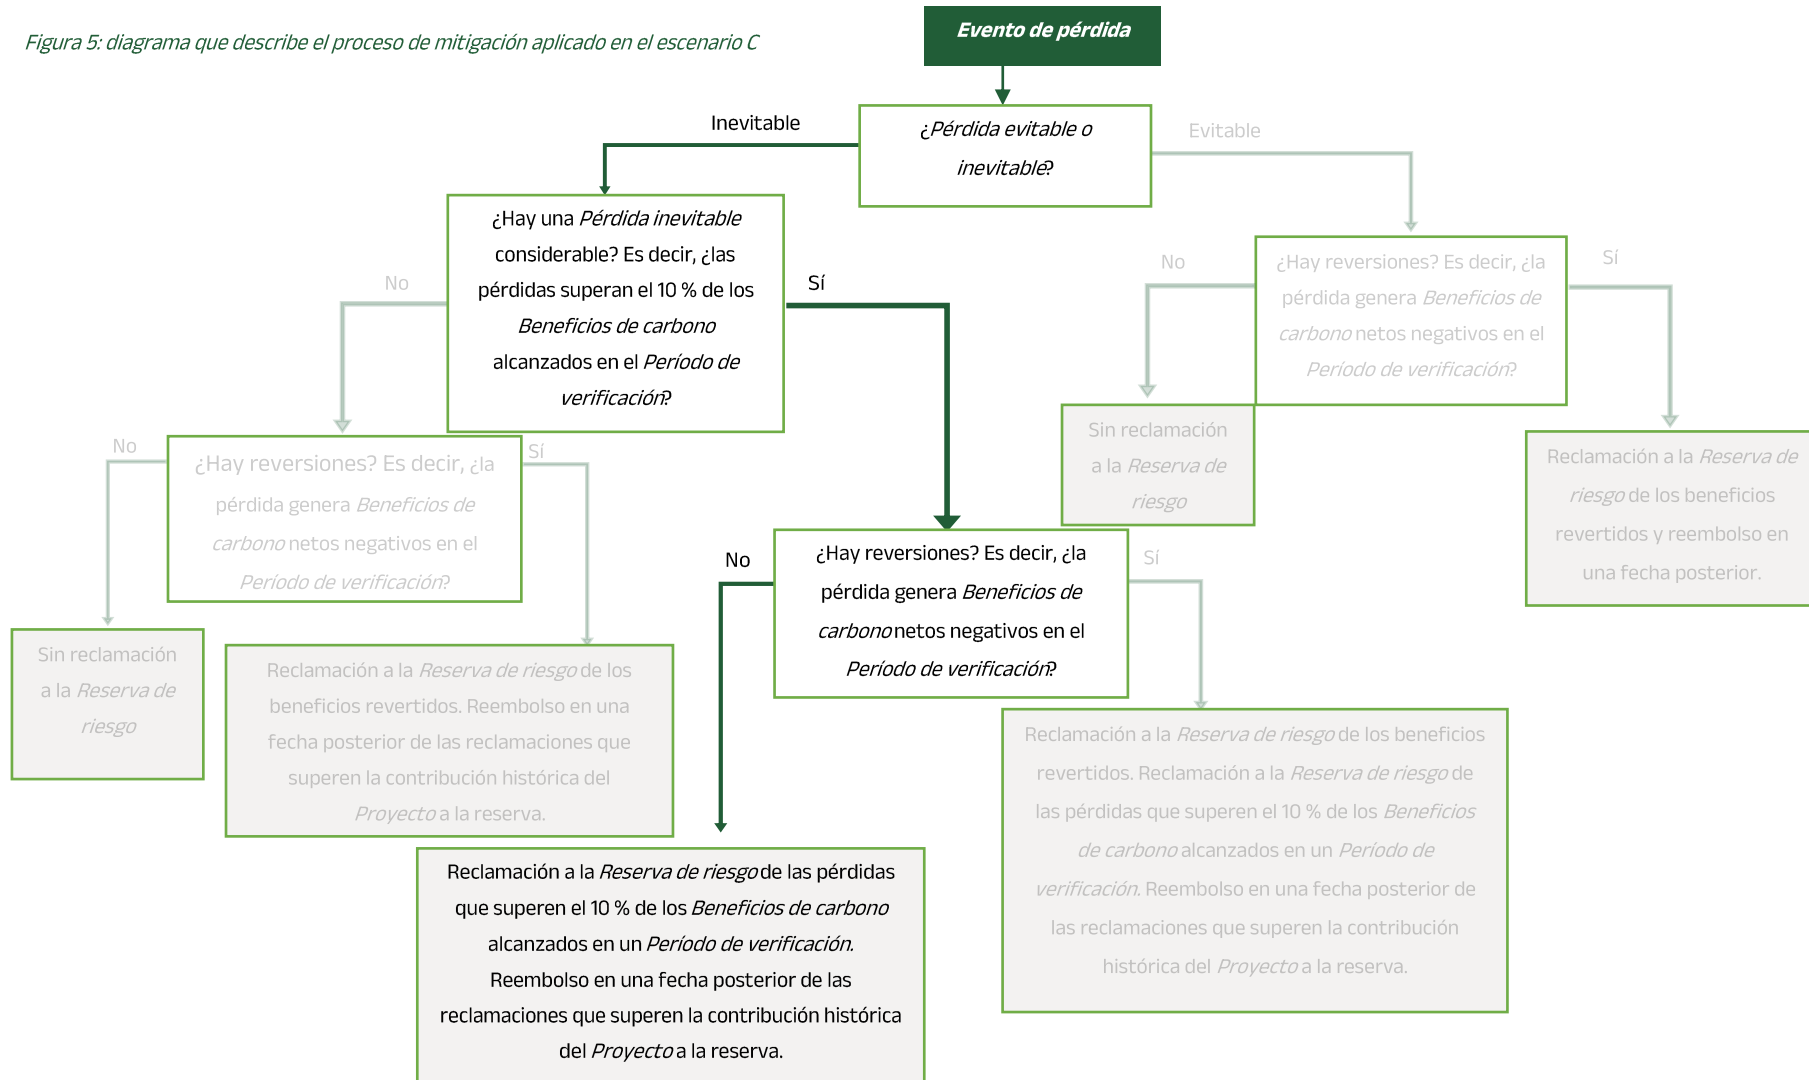 Figura 5: diagrama que describe el proceso de mitigación aplicado en el escenario C
Evento de pérdida
¿Pérdida evitable o
inevitable?
Inevitable
Evitable
¿Hay una Pérdida inevitable
considerable? Es decir, ¿las
pérdidas superan el 10 % de los
Beneficios de carbono
alcanzados en el Período de
verificación?
No
Sí
¿Hay reversiones? Es decir, ¿la
pérdida genera Beneficios de
carbono netos negativos en el
Período de verificación?
No
Sí
Sin reclamación
a la Reserva de
riesgo
Reclamación a la Reserva de
riesgo de los beneficios
revertidos y reembolso en
una fecha posterior.
¿Hay reversiones? Es decir, ¿la
pérdida genera Beneficios de
carbono netos negativos en el
Período de verificación?
No
Sí
Sin reclamación
a la Reserva de
riesgo
Reclamación a la Reserva de riesgo de los
beneficios revertidos. Reembolso en una
fecha posterior de las reclamaciones que
superen la contribución histórica del
Proyecto a la reserva.
¿Hay reversiones? Es decir, ¿la
pérdida genera Beneficios de
carbono netos negativos en el
Período de verificación?
No
Sí
Reclamación a la Reserva de riesgo de las pérdidas
que superen el 10 % de los Beneficios de carbono
alcanzados en un Período de verificación.
Reembolso en una fecha posterior de las
reclamaciones que superen la contribución histórica
del Proyecto a la reserva.
Reclamación a la Reserva de riesgo de los beneficios
revertidos. Reclamación a la Reserva de riesgo de
las pérdidas que superen el 10 % de los Beneficios
de carbono alcanzados en un Período de
verificación. Reembolso en una fecha posterior de
las reclamaciones que superen la contribución
histórica del Proyecto a la reserva.